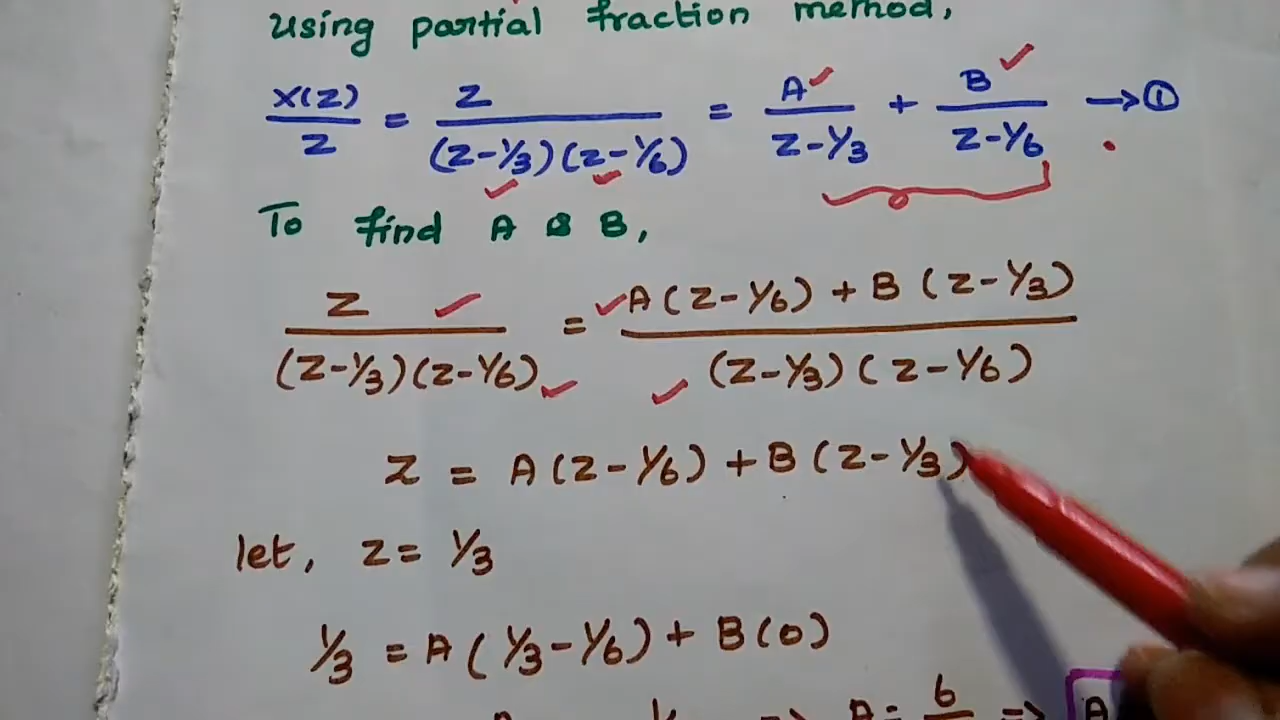 Using partial fraction method,
X(Z)/Z = Z/((Z-1/3)(Z-1/6)) = A/(Z-1/3) + B/(Z-1/6) → ①
To find A & B,
Z/((Z-1/3)(Z-1/6)) = (A(Z-1/6) + B(Z-1/3))/((Z-1/3)(Z-1/6))
Z = A(Z-1/6) + B(Z-1/3)
let, Z = 1/3
1/3 = A(1/3-1/6) + B(0)
⇒ A = 6 ⇒ A